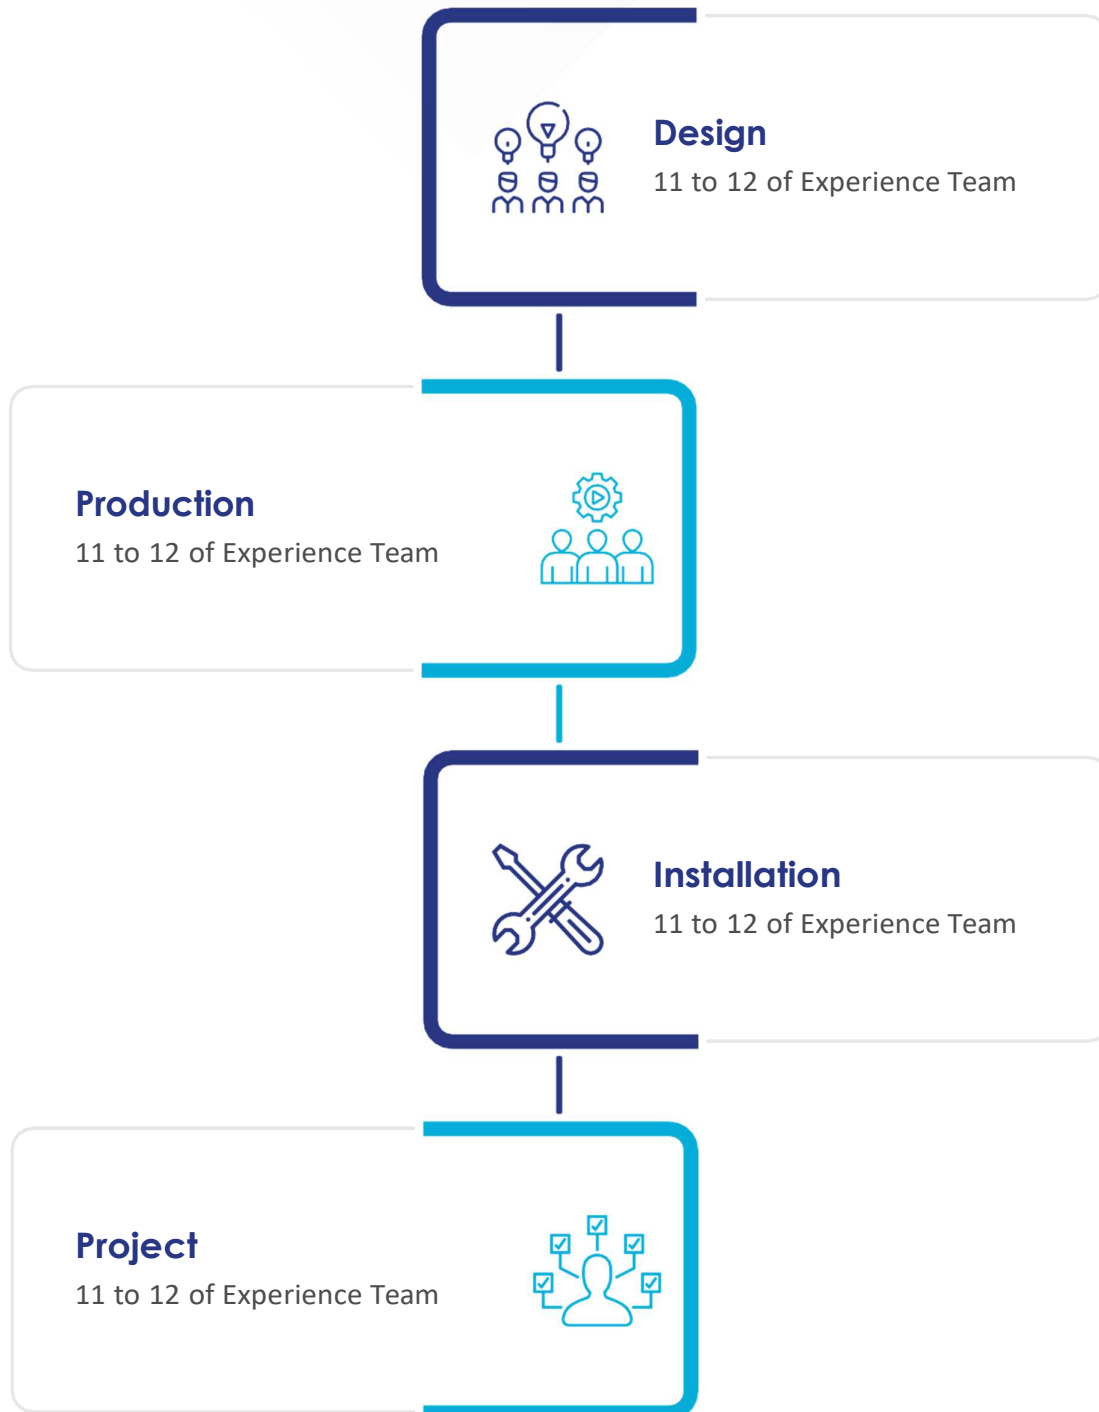 Design
11 to 12 of Experience Team
Production
11 to 12 of Experience Team
Installation
11 to 12 of Experience Team
Project
11 to 12 of Experience Team